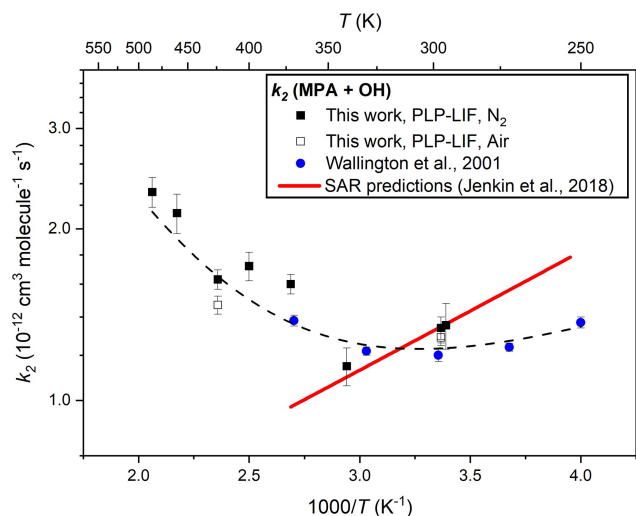 T (K)
550 500 450 400 350 300 250
k₂ (MPA + OH)
This work, PLP-LIF, N₂
This work, PLP-LIF, Air
Wallington et al., 2001
SAR predictions (Jenkin et al., 2018)
3.0
2.0
1.0
k₂ (10⁻¹² cm³ molecule⁻¹ s⁻¹)
2.0 2.5 3.0 3.5 4.0
1000/T (K⁻¹)